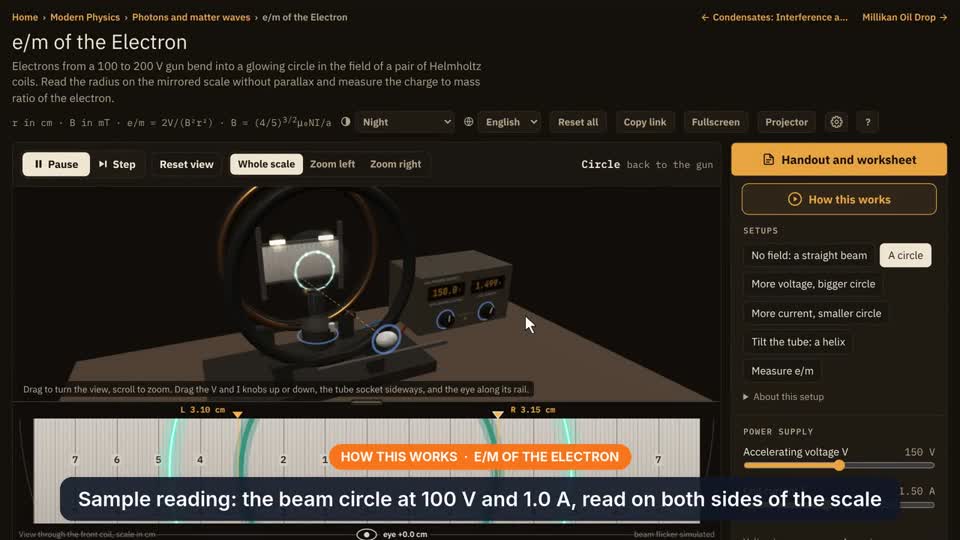 Home › Modern Physics › Photons and matter waves › e/m of the Electron
← Condensates: Interference a... Millikan Oil Drop →
e/m of the Electron
Electrons from a 100 to 200 V gun bend into a glowing circle in the field of a pair of Helmholtz
coils. Read the radius on the mirrored scale without parallax and measure the charge to mass
ratio of the electron.
r in cm · B in mT · e/m = 2V/(B²r²) · B = (4/5)³ᐟ²μ₀NI/a
Night English Reset all Copy link Fullscreen Projector ?
Pause Step Reset view Whole scale Zoom left Zoom right Circle back to the gun
150.0 1.499
Drag to turn the view, scroll to zoom. Drag the V and I knobs up or down, the tube socket sideways, and the eye along its rail.
L 3.10 cm R 3.15 cm
7 6 5 4 2 1 7
HOW THIS WORKS · E/M OF THE ELECTRON
Sample reading: the beam circle at 100 V and 1.0 A, read on both sides of the scale
View through the front coil, scale in cm eye +0.0 cm beam flicker simulated
Handout and worksheet
How this works
SETUPS
No field: a straight beam A circle
More voltage, bigger circle
More current, smaller circle
Tilt the tube: a helix
Measure e/m
▸ About this setup
POWER SUPPLY
Accelerating voltage V 150 V
1.50 A